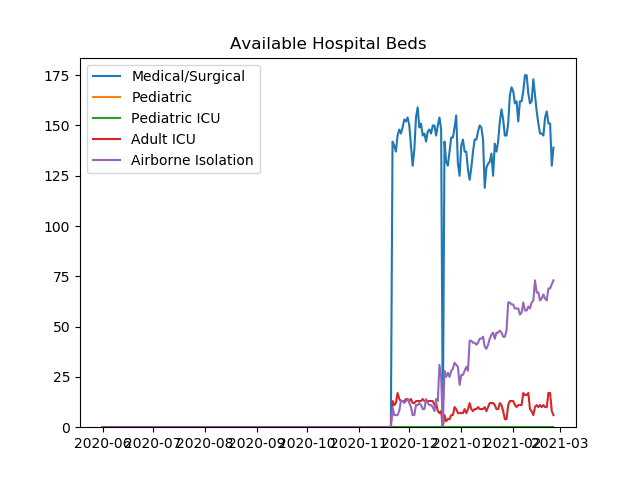 Available Hospital Beds
Medical/Surgical
Pediatric
Pediatric ICU
Adult ICU
Airborne Isolation
175
150
125
100
75
50
25
0
2020-06 2020-07 2020-08 2020-09 2020-10 2020-11 2020-12 2021-01 2021-02 2021-03